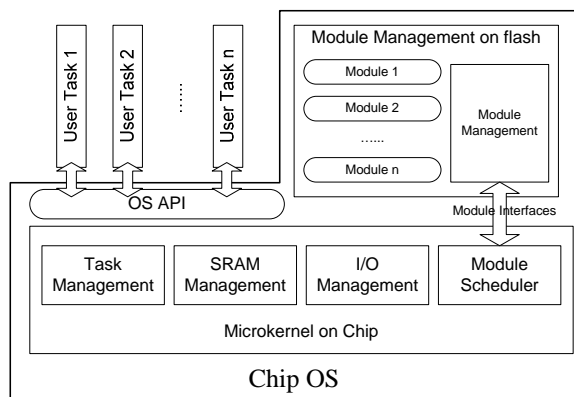 User Task 1
User Task 2
……
User Task n
OS API
Module Management on flash
Module 1
Module 2
…...
Module n
Module
Management
Module Interfaces
Task
Management
SRAM
Management
I/O
Management
Module
Scheduler
Microkernel on Chip
Chip OS